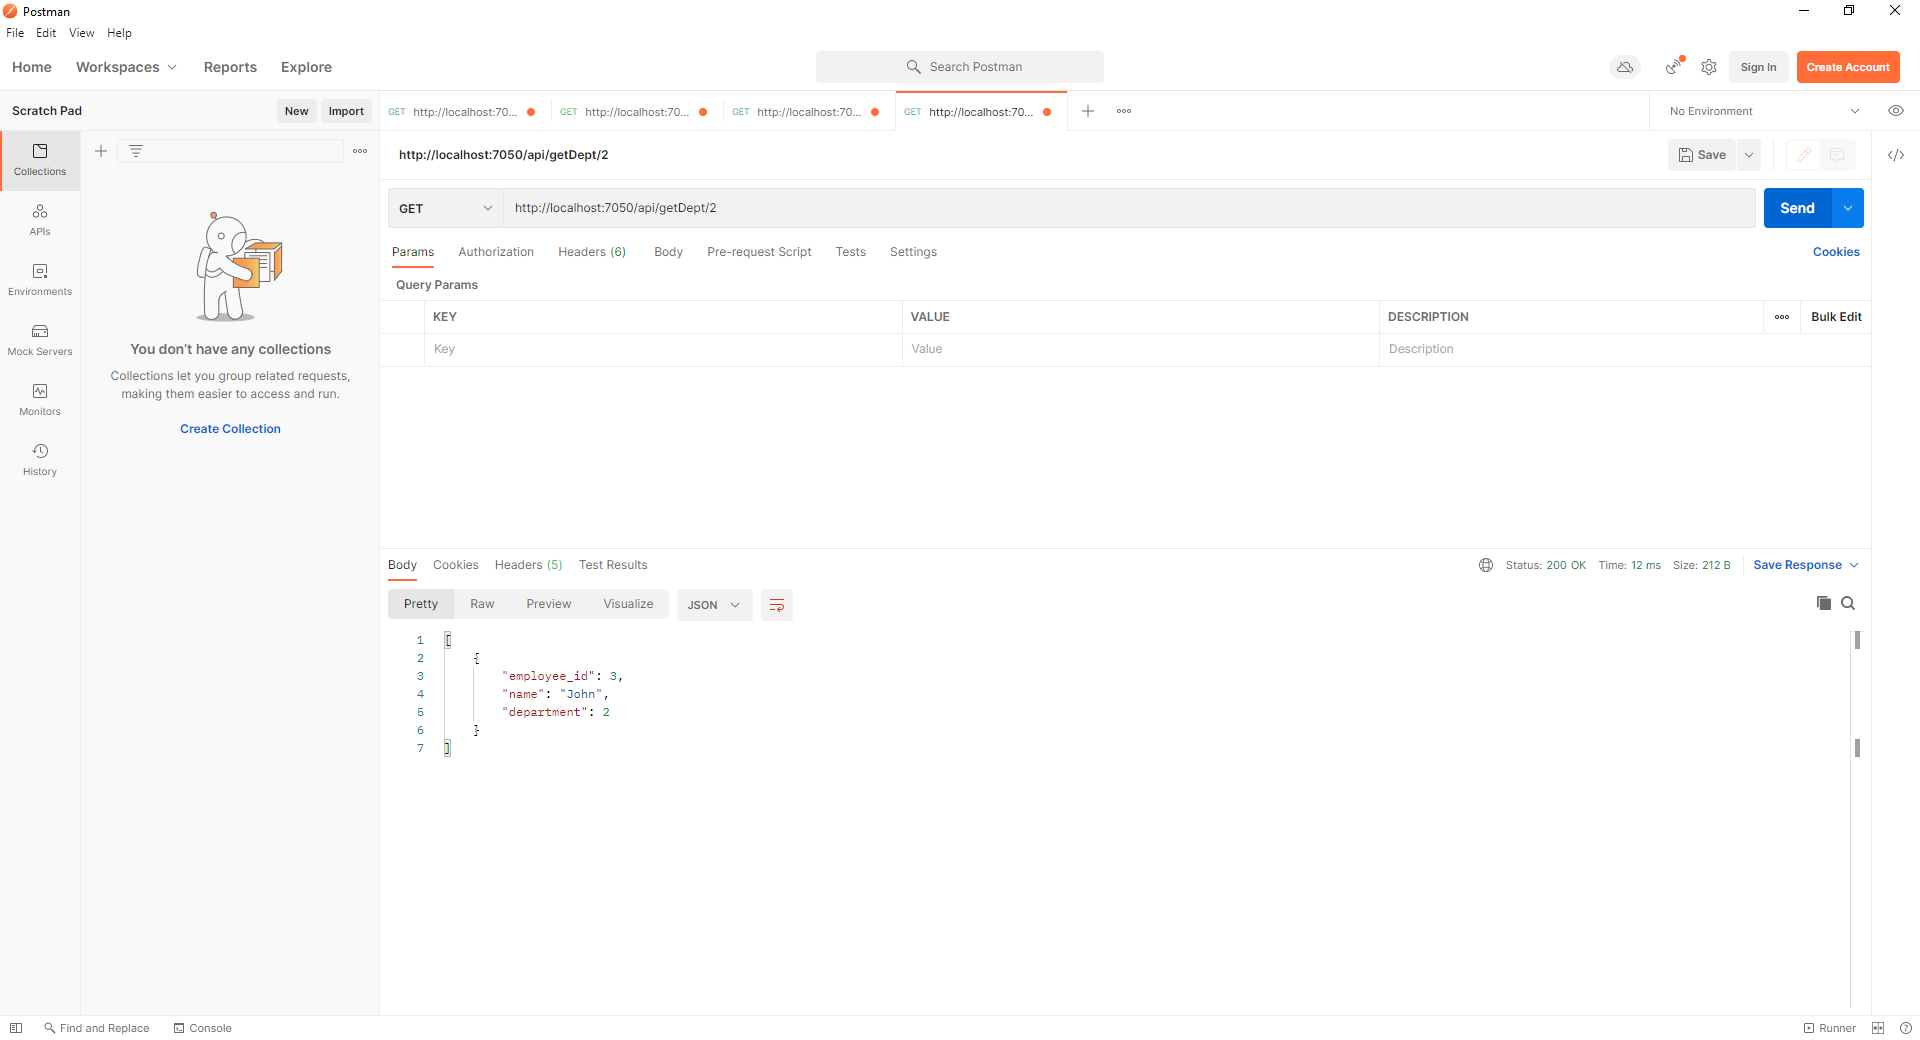 Postman
File Edit View Help
Home Workspaces Reports Explore Search Postman Sign In Create Account
Scratch Pad New Import
GET http://localhost:70... GET http://localhost:70... GET http://localhost:70... GET http://localhost:70... No Environment
http://localhost:7050/api/getDept/2 Save
GET http://localhost:7050/api/getDept/2 Send
Params Authorization Headers (6) Body Pre-request Script Tests Settings Cookies
Query Params
KEY VALUE DESCRIPTION Bulk Edit
Key Value Description
Collections
APIs
Environments
Mock Servers
Monitors
History
You don’t have any collections
Collections let you group related requests,
making them easier to access and run.
Create Collection
Body Cookies Headers (5) Test Results Status: 200 OK Time: 12 ms Size: 212 B Save Response
Pretty Raw Preview Visualize JSON
1 [
2 {
3 "employee_id": 3,
4 "name": "John",
5 "department": 2
6 }
7 ]
Find and Replace Console Runner